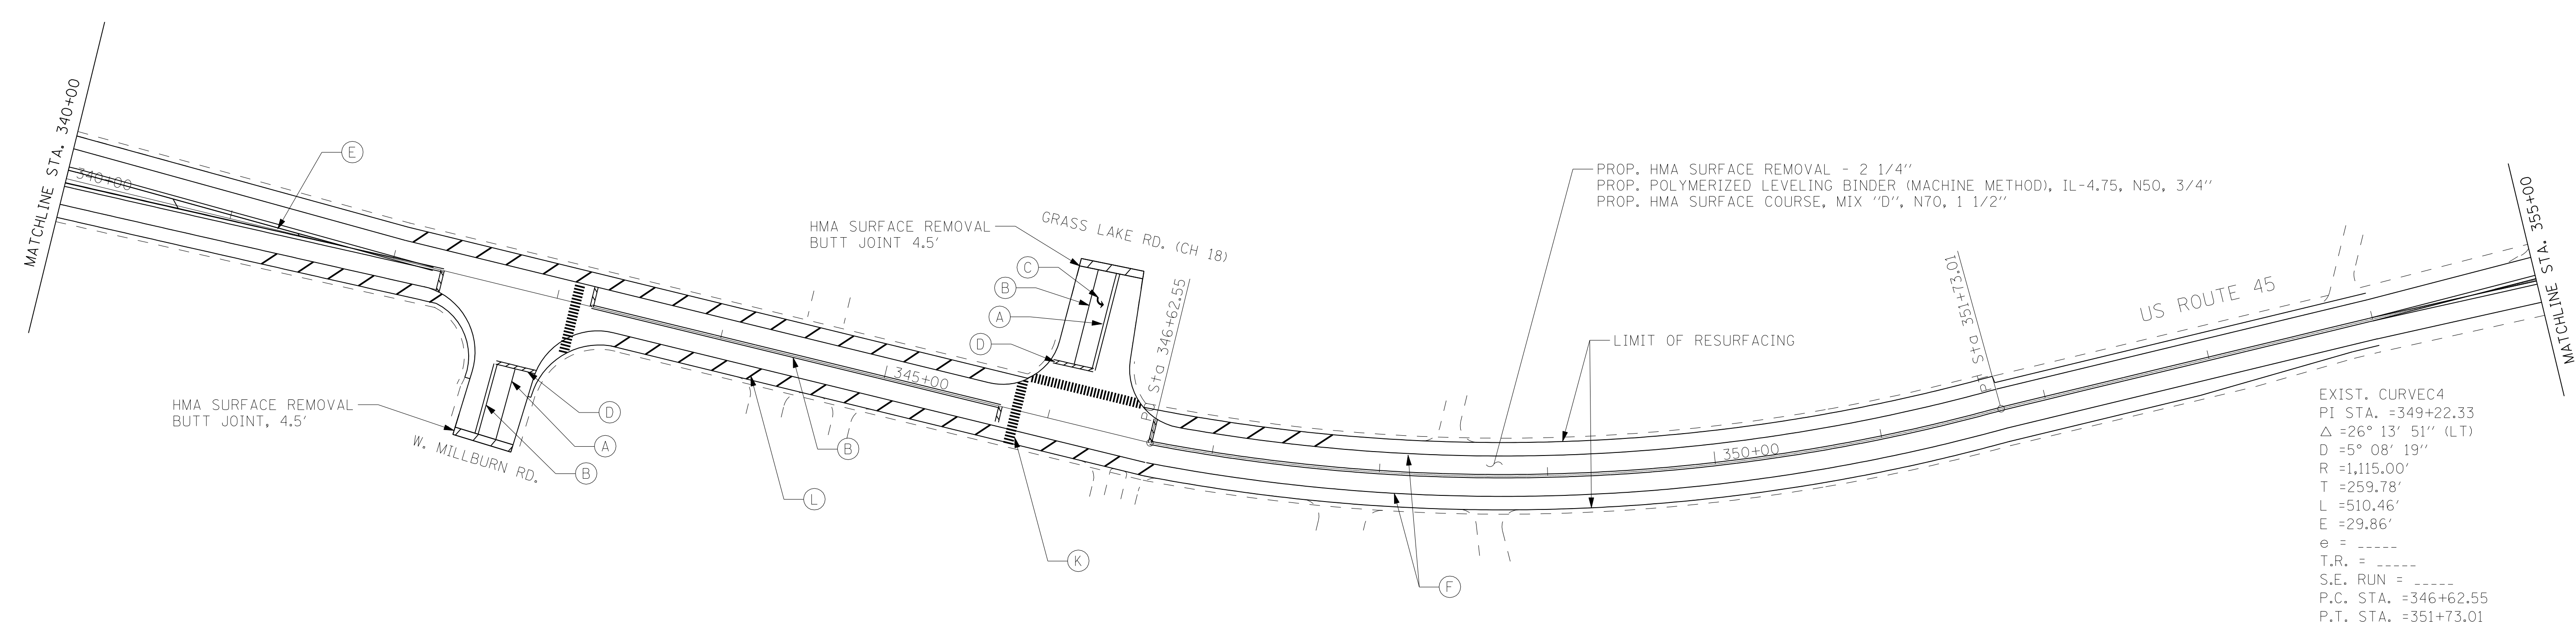 MATCHLINE STA. 340+00
340+00
E
HMA SURFACE REMOVAL
BUTT JOINT, 4.5'
W. MILLBURN RD.
D
A
B
L
B
HMA SURFACE REMOVAL
BUTT JOINT 4.5'
GRASS LAKE RD. (CH 18)
C
B
A
D
345+00
K
PC Sta 346+62.55
PROP. HMA SURFACE REMOVAL - 2 1/4"
PROP. POLYMERIZED LEVELING BINDER (MACHINE METHOD), IL-4.75, N50, 3/4"
PROP. HMA SURFACE COURSE, MIX "D", N70, 1 1/2"
LIMIT OF RESURFACING
350+00
F
PT Sta 351+73.01
US ROUTE 45
MATCHLINE STA. 355+00
EXIST. CURVEC4
PI STA. =349+22.33
△ =26° 13' 51" (LT)
D =5° 08' 19"
R =1,115.00'
T =259.78'
L =510.46'
E =29.86'
e = _____
T.R. = _____
S.E. RUN = _____
P.C. STA. =346+62.55
P.T. STA. =351+73.01